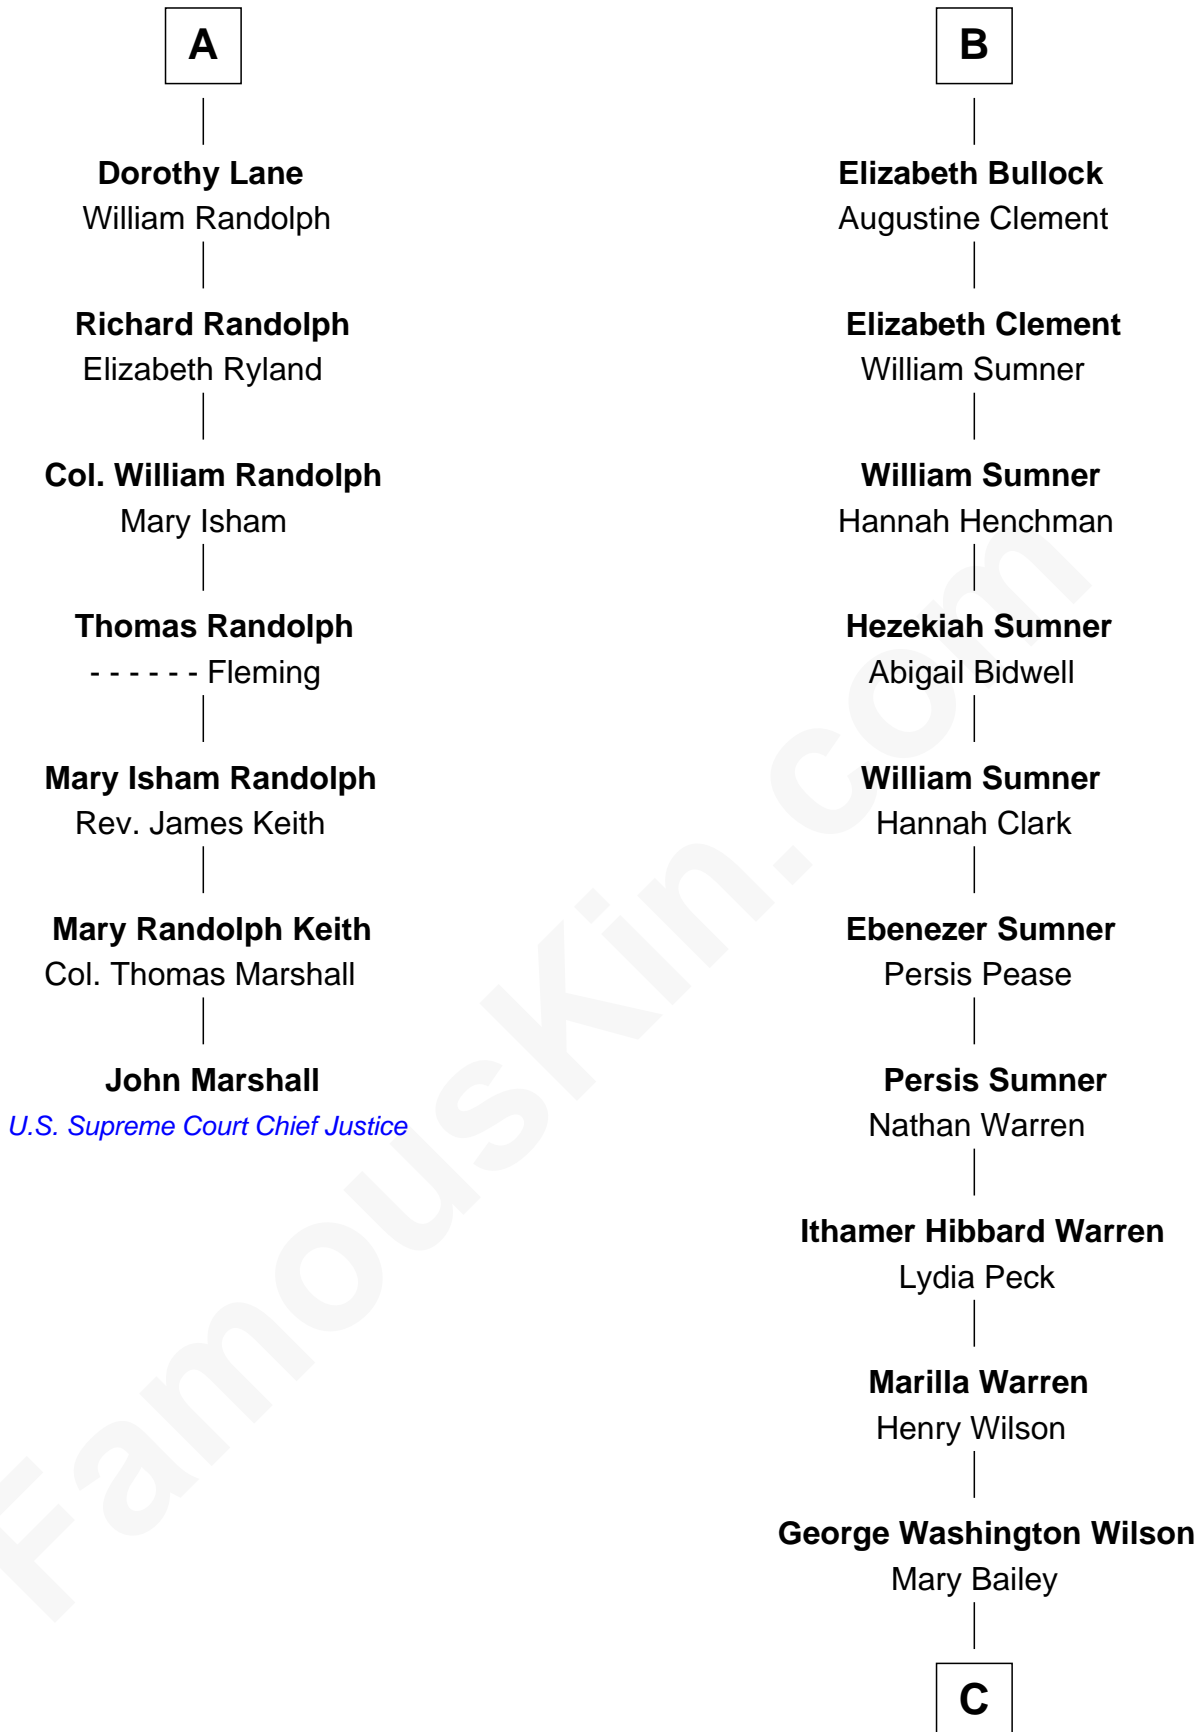 A
Dorothy Lane
William Randolph
Richard Randolph
Elizabeth Ryland
Col. William Randolph
Mary Isham
Thomas Randolph
- - - - - - Fleming
Mary Isham Randolph
Rev. James Keith
Mary Randolph Keith
Col. Thomas Marshall
John Marshall
U.S. Supreme Court Chief Justice
B
Elizabeth Bullock
Augustine Clement
Elizabeth Clement
William Sumner
William Sumner
Hannah Henchman
Hezekiah Sumner
Abigail Bidwell
William Sumner
Hannah Clark
Ebenezer Sumner
Persis Pease
Persis Sumner
Nathan Warren
Ithamer Hibbard Warren
Lydia Peck
Marilla Warren
Henry Wilson
George Washington Wilson
Mary Bailey
C
FamousKin.com